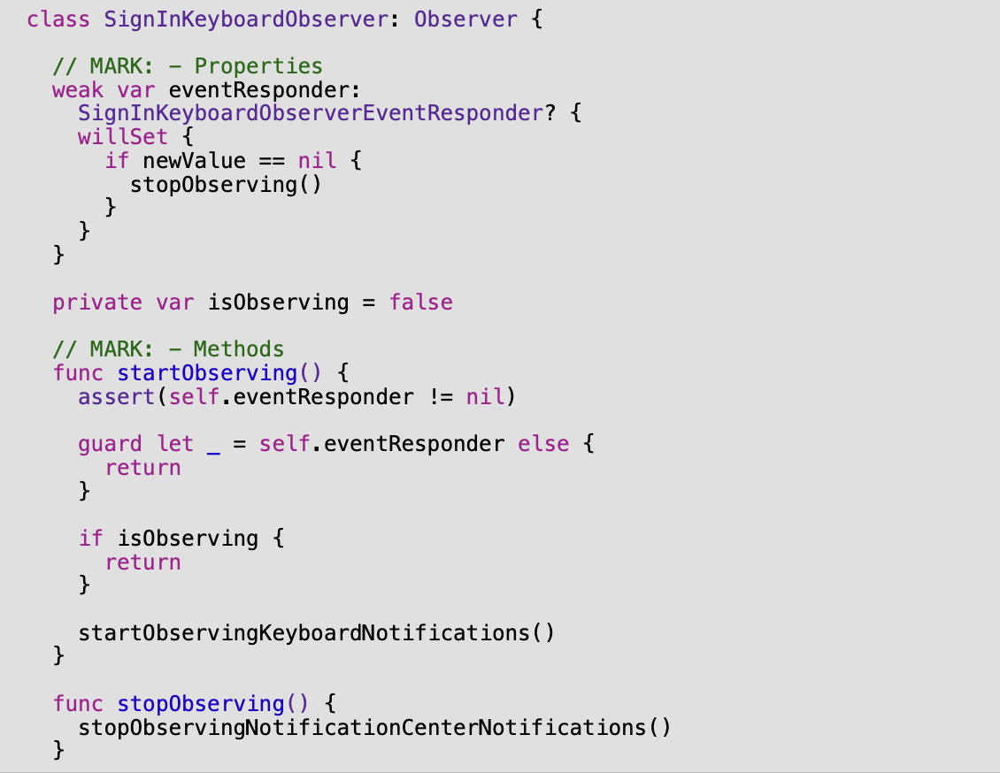 class SignInKeyboardObserver: Observer {
// MARK: – Properties
weak var eventResponder:
SignInKeyboardObserverEventResponder? {
willSet {
if newValue == nil {
stopObserving()
}
}
}
private var isObserving = false
// MARK: – Methods
func startObserving() {
assert(self.eventResponder != nil)
guard let _ = self.eventResponder else {
return
}
if isObserving {
return
}
startObservingKeyboardNotifications()
}
func stopObserving() {
stopObservingNotificationCenterNotifications()
}